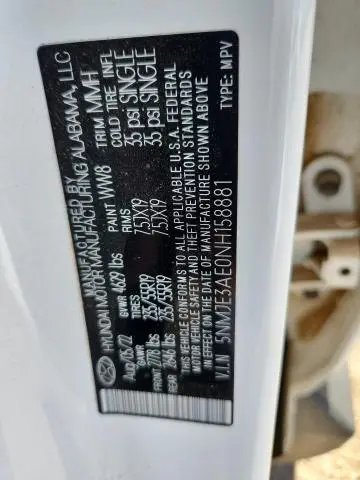 MANUFACTURED BY
HYUNDAI MOTOR MANUFACTURING ALABAMA, LLC
Aug/05/22 GVWR 4629 lbs PAINT WW8 TRIM MMH
GAWR TIRES RIMS COLD TIRE INFL
FRONT 2778 lbs 235/55R19 7.5JX19 35 psi SINGLE
REAR 2646 lbs 235/55R19 7.5JX19 35 psi SINGLE
THIS VEHICLE CONFORMS TO ALL APPLICABLE U.S.A. FEDERAL
MOTOR VEHICLE SAFETY AND THEFT PREVENTION STANDARDS
IN EFFECT ON THE DATE OF MANUFACTURE SHOWN ABOVE
V.I.N 5NMJE3AE0NH158881 TYPE: MPV